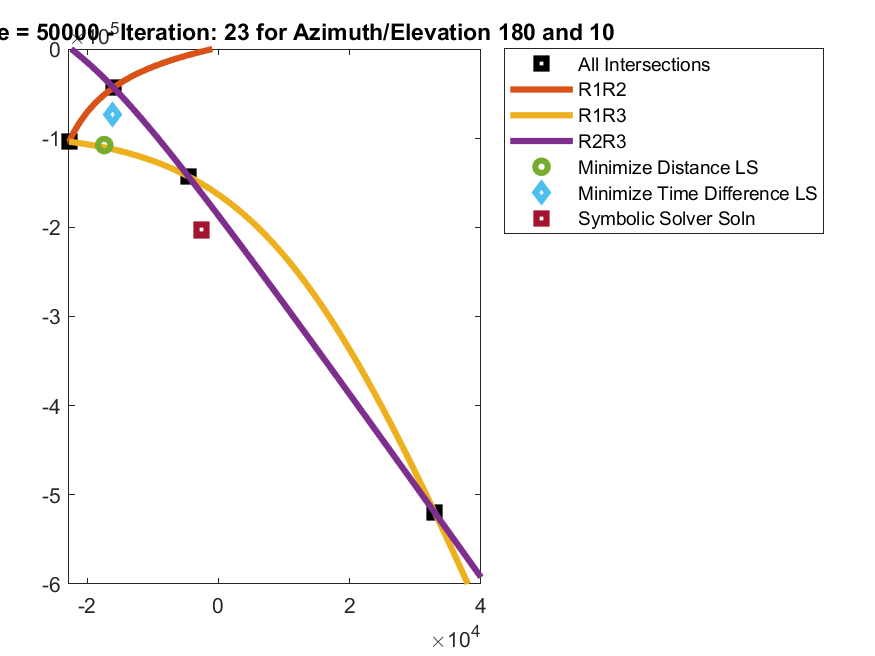 e = 50000 - Iteration: 23 for Azimuth/Elevation 180 and 10
×10^5
0
-1
-2
-3
-4
-5
-6
-2
0
2
4
×10^4
All Intersections
R1R2
R1R3
R2R3
Minimize Distance LS
Minimize Time Difference LS
Symbolic Solver Soln